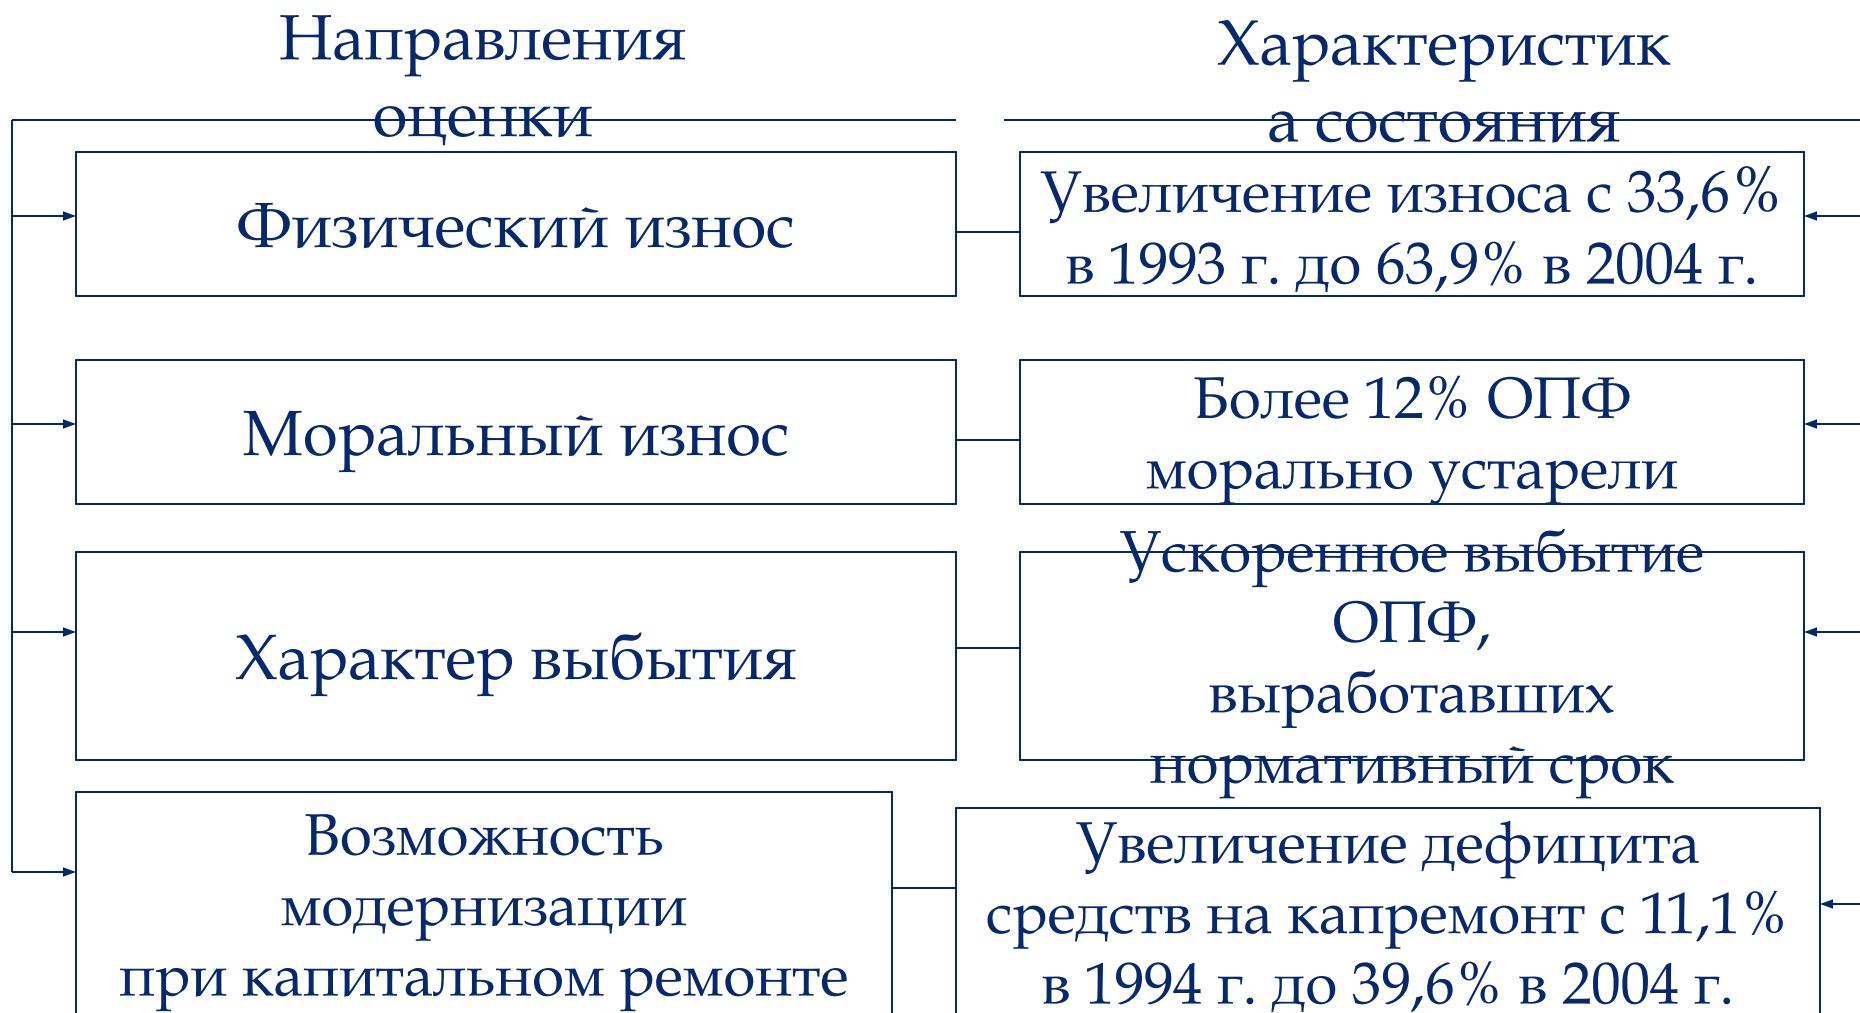 Направления
оценки
Характеристик
а состояния
Физический износ
Увеличение износа с 33,6%
в 1993 г. до 63,9% в 2004 г.
Моральный износ
Более 12% ОПФ
морально устарели
Характер выбытия
Ускоренное выбытие
ОПФ,
выработавших
нормативный срок
Возможность
модернизации
при капитальном ремонте
Увеличение дефицита
средств на капремонт с 11,1%
в 1994 г. до 39,6% в 2004 г.